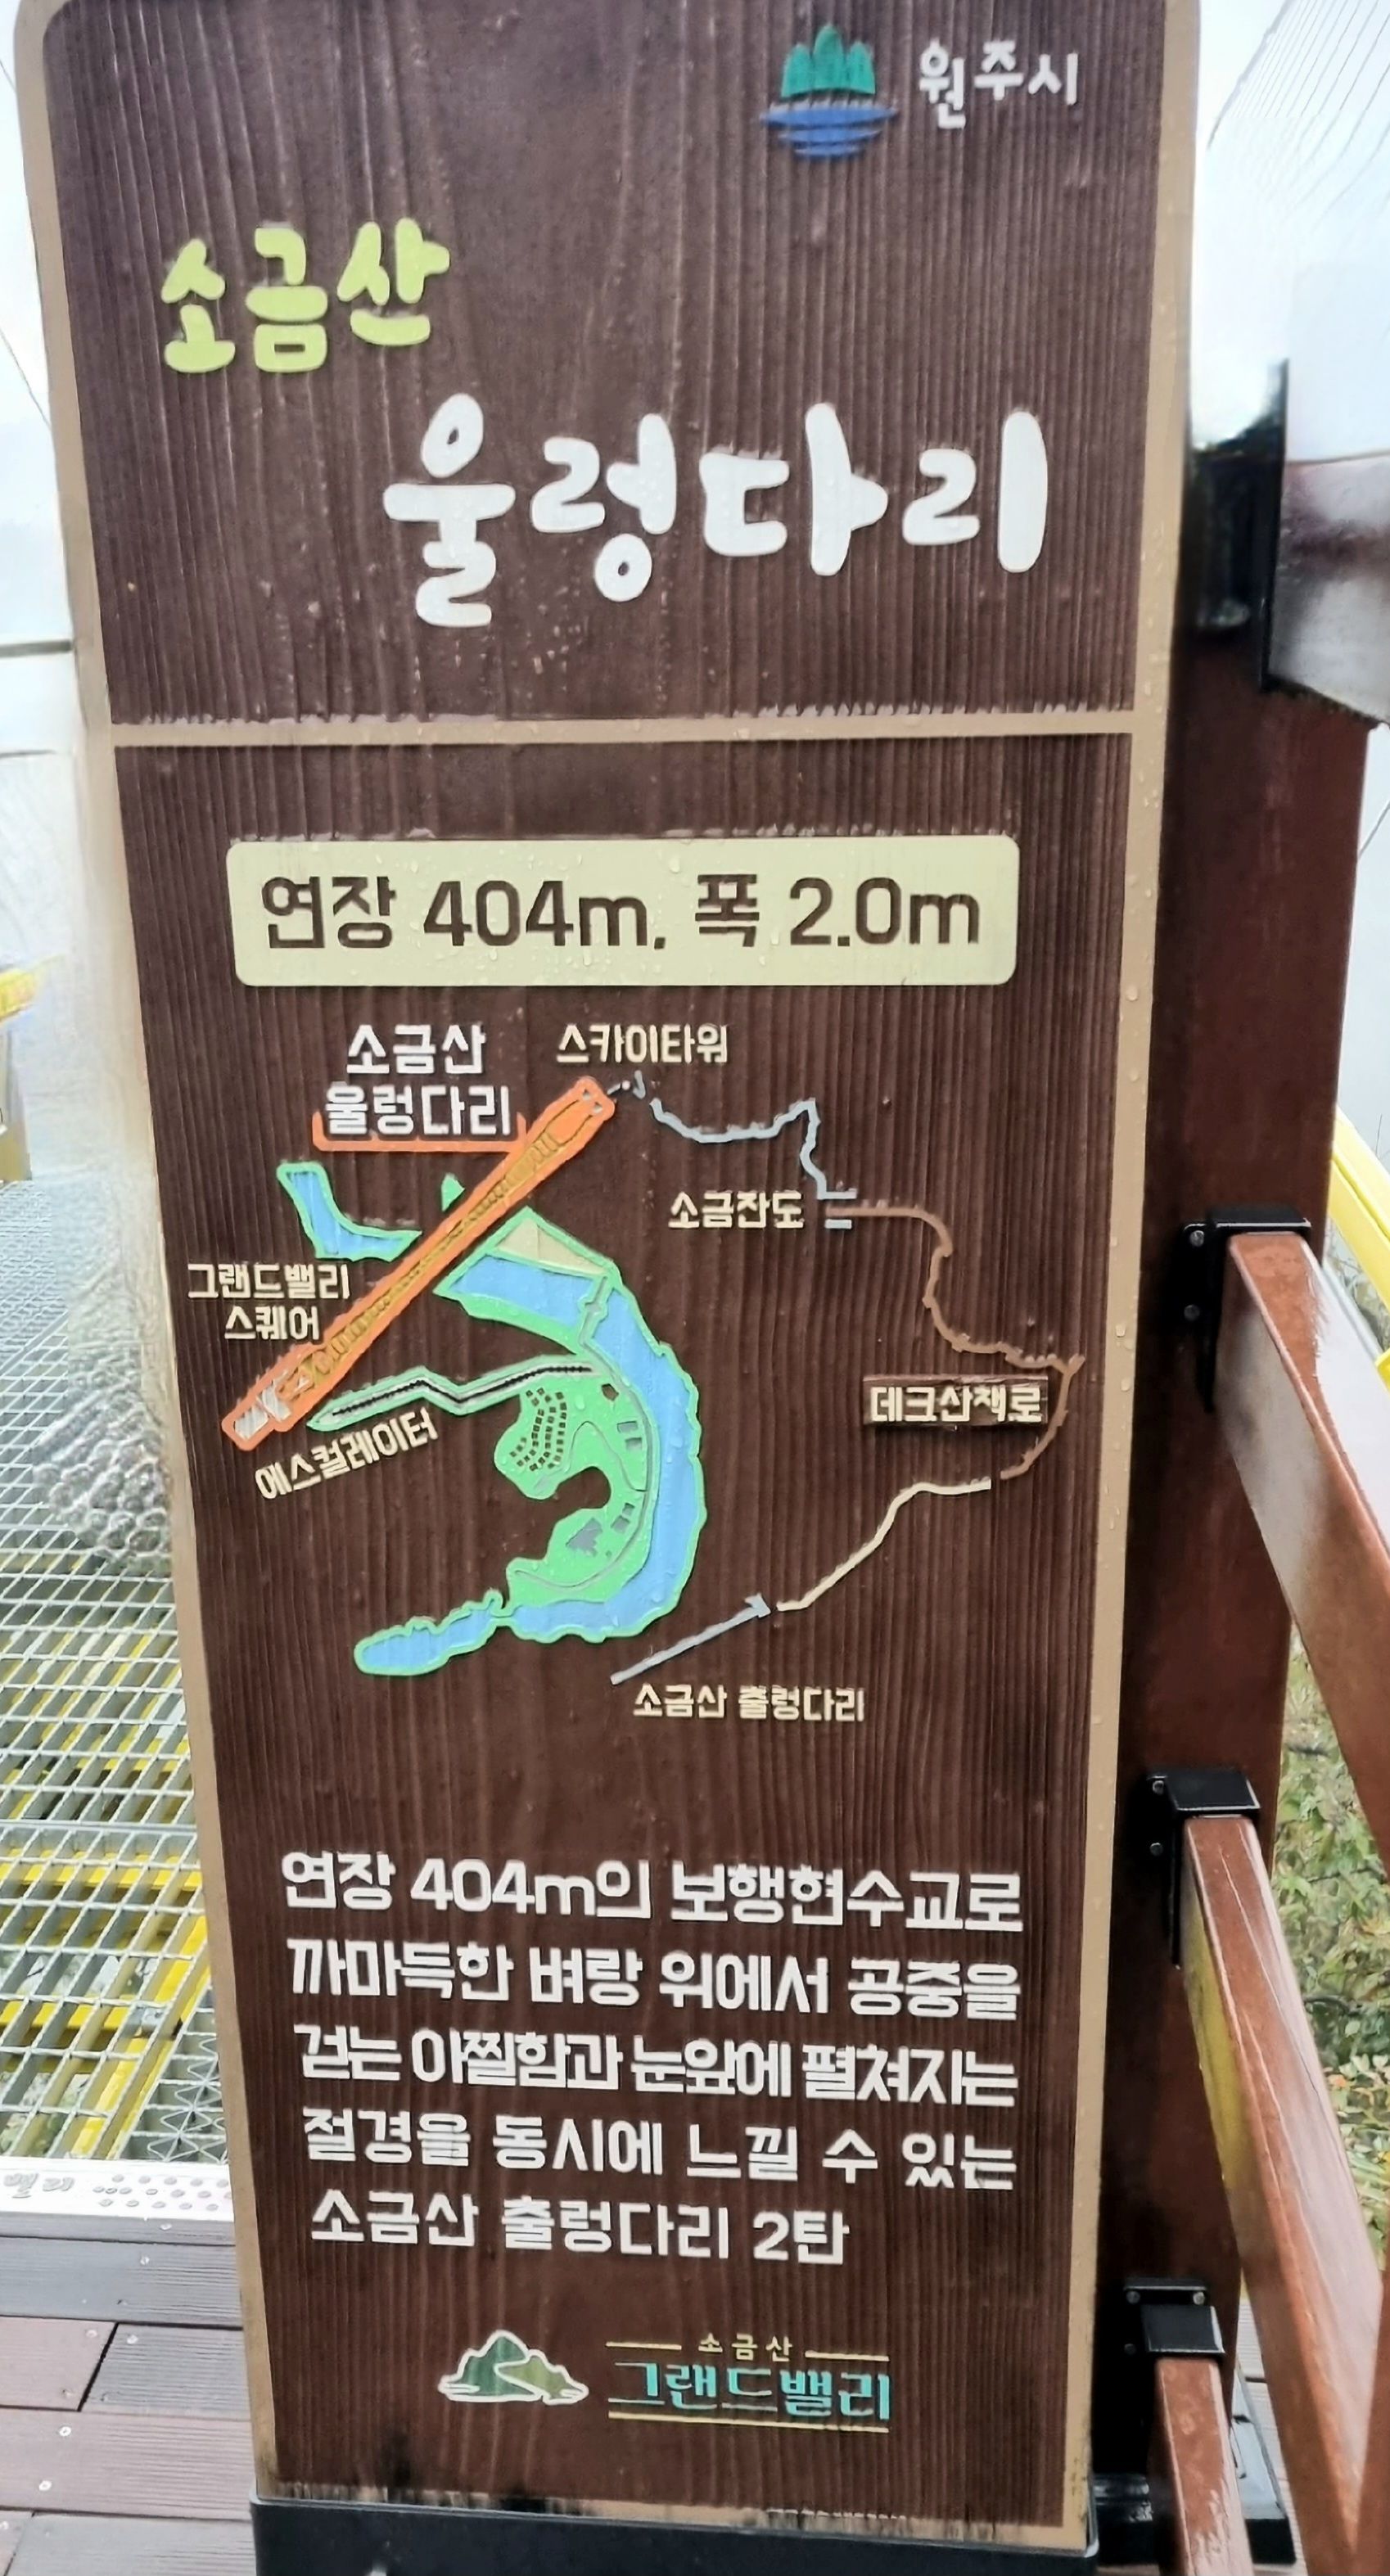 원주시
소금산
울렁다리
연장 404m, 폭 2.0m
소금산
울렁다리
스카이타워
소금잔도
그랜드밸리
스퀘어
데크산책로
에스컬레이터
소금산 출렁다리
연장 404m의 보행현수교로
까마득한 벼랑 위에서 공중을
걷는 아찔함과 눈앞에 펼쳐지는
절경을 동시에 느낄 수 있는
소금산 출렁다리 2탄
소금산
그랜드밸리